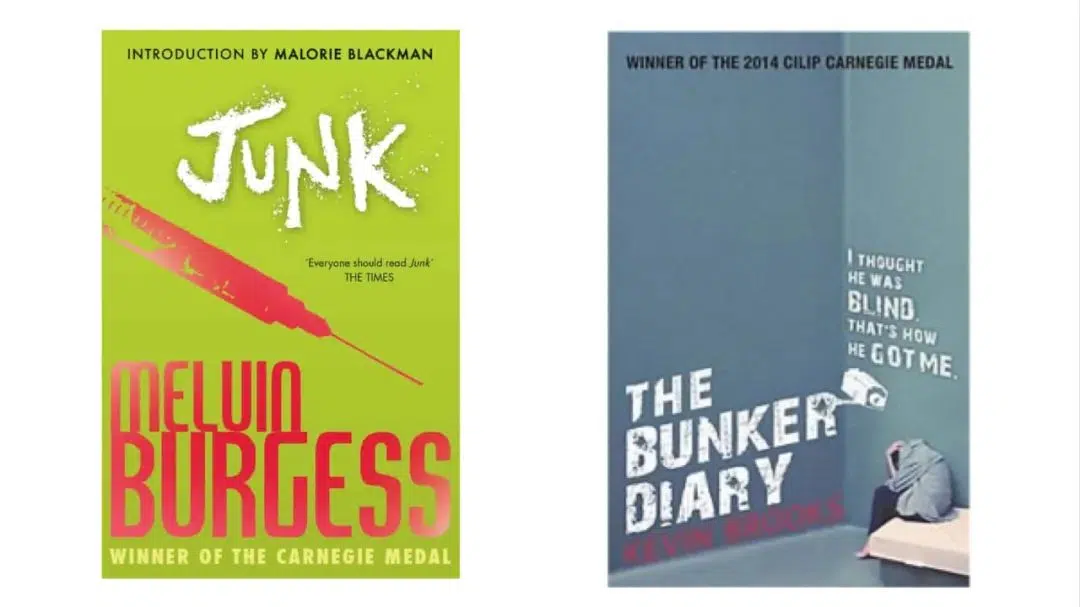 INTRODUCTION BY MALORIE BLACKMAN
JUNK
'Everyone should read Junk'
THE TIMES
MELVIN
BURGESS
WINNER OF THE CARNEGIE MEDAL
WINNER OF THE 2014 CILIP CARNEGIE MEDAL
I THOUGHT
HE WAS
BLIND.
THAT'S HOW
HE GOT ME.
THE
BUNKER
DIARY
KEVIN BROOKS